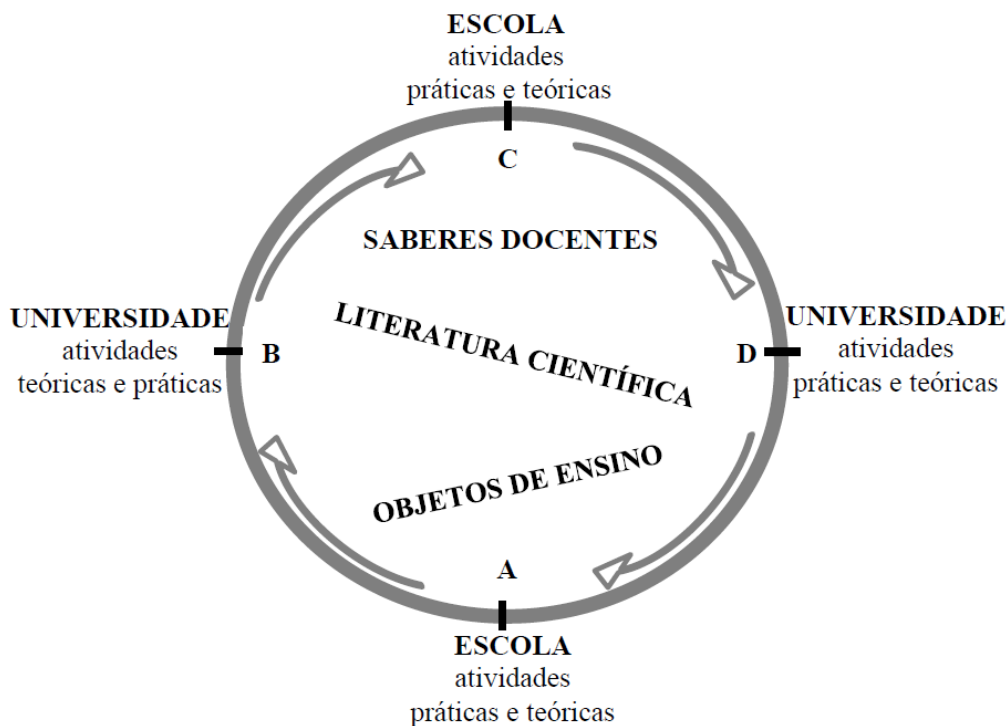 ESCOLA
atividades
práticas e teóricas
C
SABERES DOCENTES
UNIVERSIDADE
atividades
teóricas e práticas
B
LITERATURA CIENTÍFICA
D
UNIVERSIDADE
atividades
práticas e teóricas
OBJETOS DE ENSINO
A
ESCOLA
atividades
práticas e teóricas